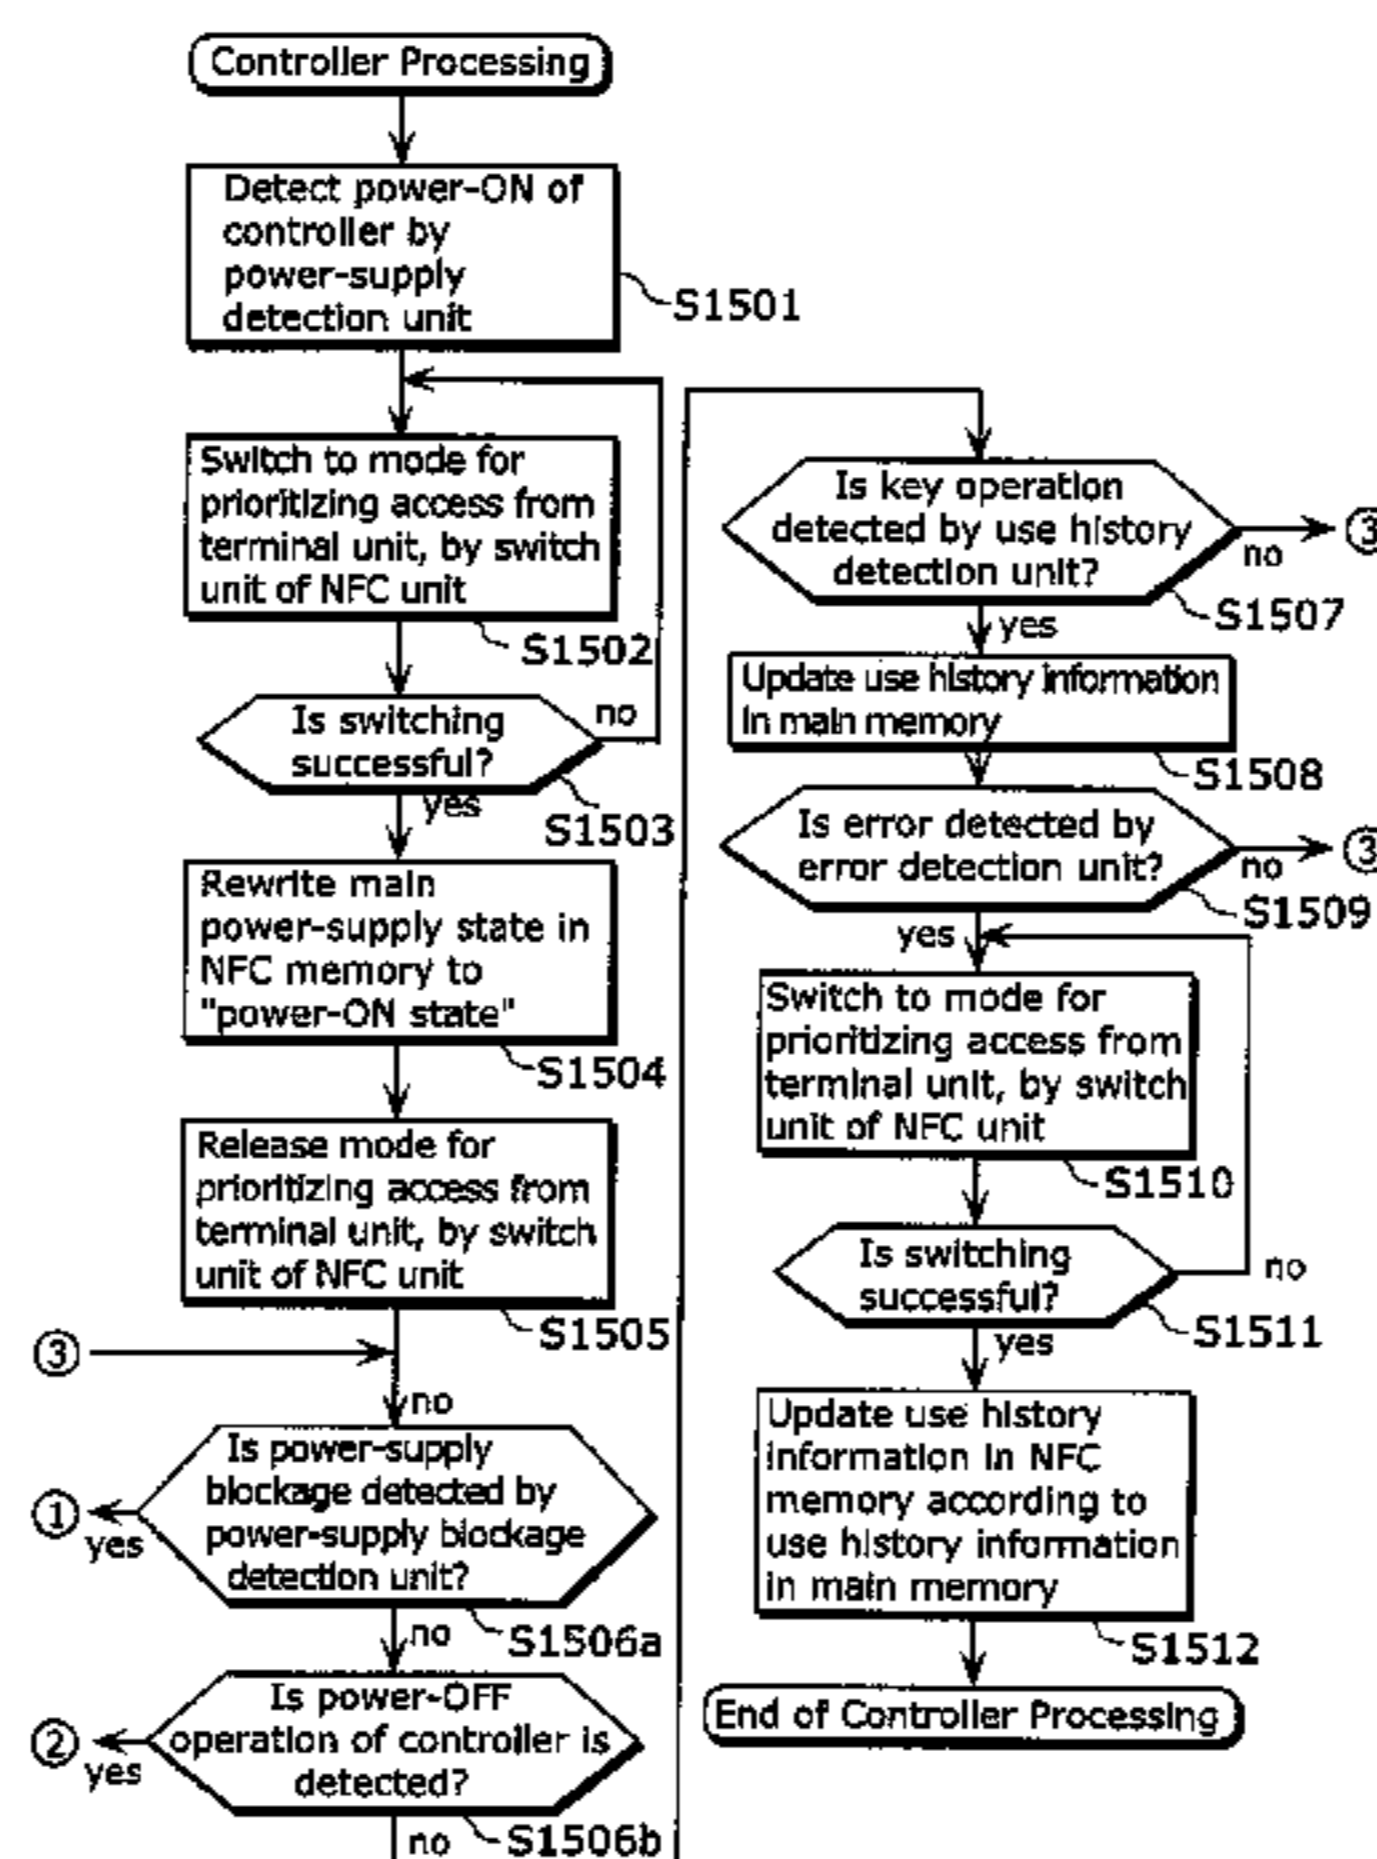 Controller Processing
Detect power-ON of
controller by
power-supply
detection unit
S1501
Switch to mode for
prioritizing access from
terminal unit, by switch
unit of NFC unit
S1502
Is switching
successful?
no
yes
S1503
Rewrite main
power-supply state in
NFC memory to
"power-ON state"
S1504
Release mode for
prioritizing access from
terminal unit, by switch
unit of NFC unit
S1505
③
no
Is power-supply
blockage detected by
power-supply blockage
detection unit?
①
yes
no
S1506a
Is power-OFF
operation of controller is
detected?
②
yes
no
S1506b
Is key operation
detected by use history
detection unit?
③
no
S1507
yes
Update use history information
in main memory
S1508
Is error detected by
error detection unit?
③
no
S1509
yes
Switch to mode for
prioritizing access from
terminal unit, by switch
unit of NFC unit
S1510
Is switching
successful?
no
S1511
yes
Update use history
information in NFC
memory according to
use history information
in main memory
S1512
End of Controller Processing